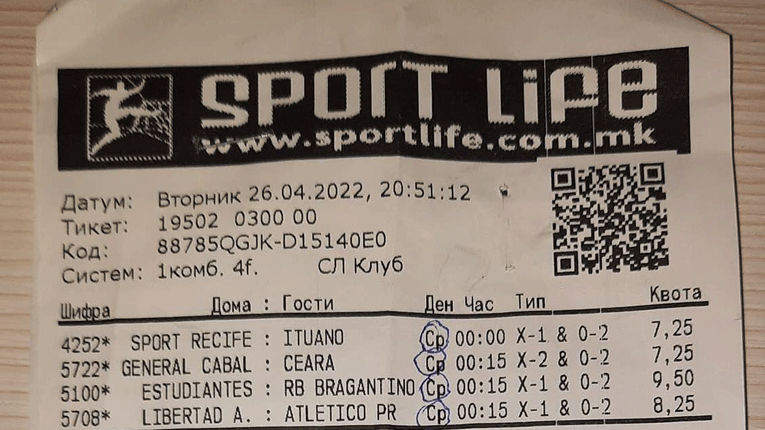 SPORT LIFE
www.sportlife.com.mk
Датум: Вторник 26.04.2022, 20:51:12
Тикет: 19502 0300 00
Код: 88785QGJK-D15140E0
Систем: 1комб. 4f. СЛ Клуб
Шифра Дома : Гости Ден Час Тип Квота
4252* SPORT RECIFE : ITUANO Ср 00:00 X-1 & 0-2 7,25
5722* GENERAL CABAL : CEARA Ср 00:15 X-2 & 0-2 7,25
5100* ESTUDIANTES : RB BRAGANTINO Ср 00:15 X-1 & 0-2 9,50
5708* LIBERTAD A. : ATLETICO PR Ср 00:15 X-1 & 0-2 8,25